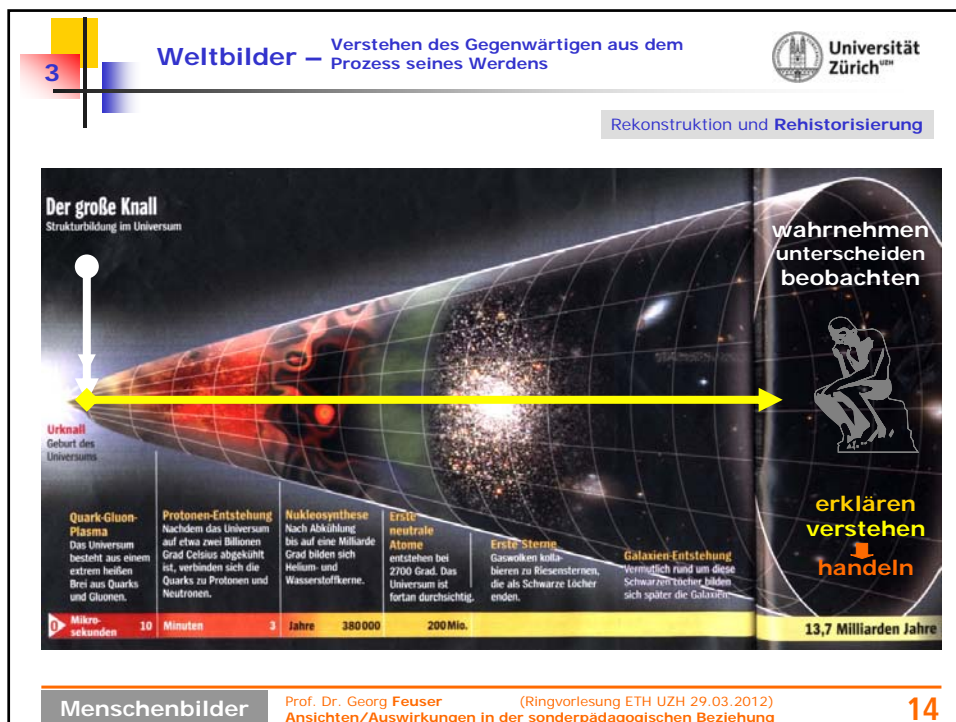 3
Weltbilder – Verstehen des Gegenwärtigen aus dem
Prozess seines Werdens
Universität
Zürich UZH
Rekonstruktion und Rehistorisierung
Der große Knall
Strukturbildung im Universum
wahrnehmen
unterscheiden
beobachten
Urknall
Geburt des
Universums
Quark-Gluon-
Plasma
Das Universum
besteht aus einem
extrem heißen
Brei aus Quarks
und Gluonen.
Protonen-Entstehung
Nachdem das Universum
auf etwa zwei Billionen
Grad Celsius abgekühlt
ist, verbinden sich die
Quarks zu Protonen und
Neutronen.
Nukleosynthese
Nach Abkühlung
bis auf eine Milliarde
Grad bilden sich
Helium- und
Wasserstoffkerne.
Erste
neutrale
Atome
entstehen bei
2700 Grad. Das
Universum ist
fortan durchsichtig.
Erste Sterne
Gaswolken kolla-
bieren zu Riesensternen,
die als Schwarze Löcher
enden.
Galaxien-Entstehung
Vermutlich rund um diese
Schwarzen Löcher bilden
sich später die Galaxien.
erklären
verstehen
handeln
0 Mikro-
sekunden 10 Minuten 3 Jahre 380000 200 Mio. 13,7 Milliarden Jahre
Menschenbilder
Prof. Dr. Georg Feuser (Ringvorlesung ETH UZH 29.03.2012)
Ansichten/Auswirkungen in der sonderpädagogischen Beziehung
14